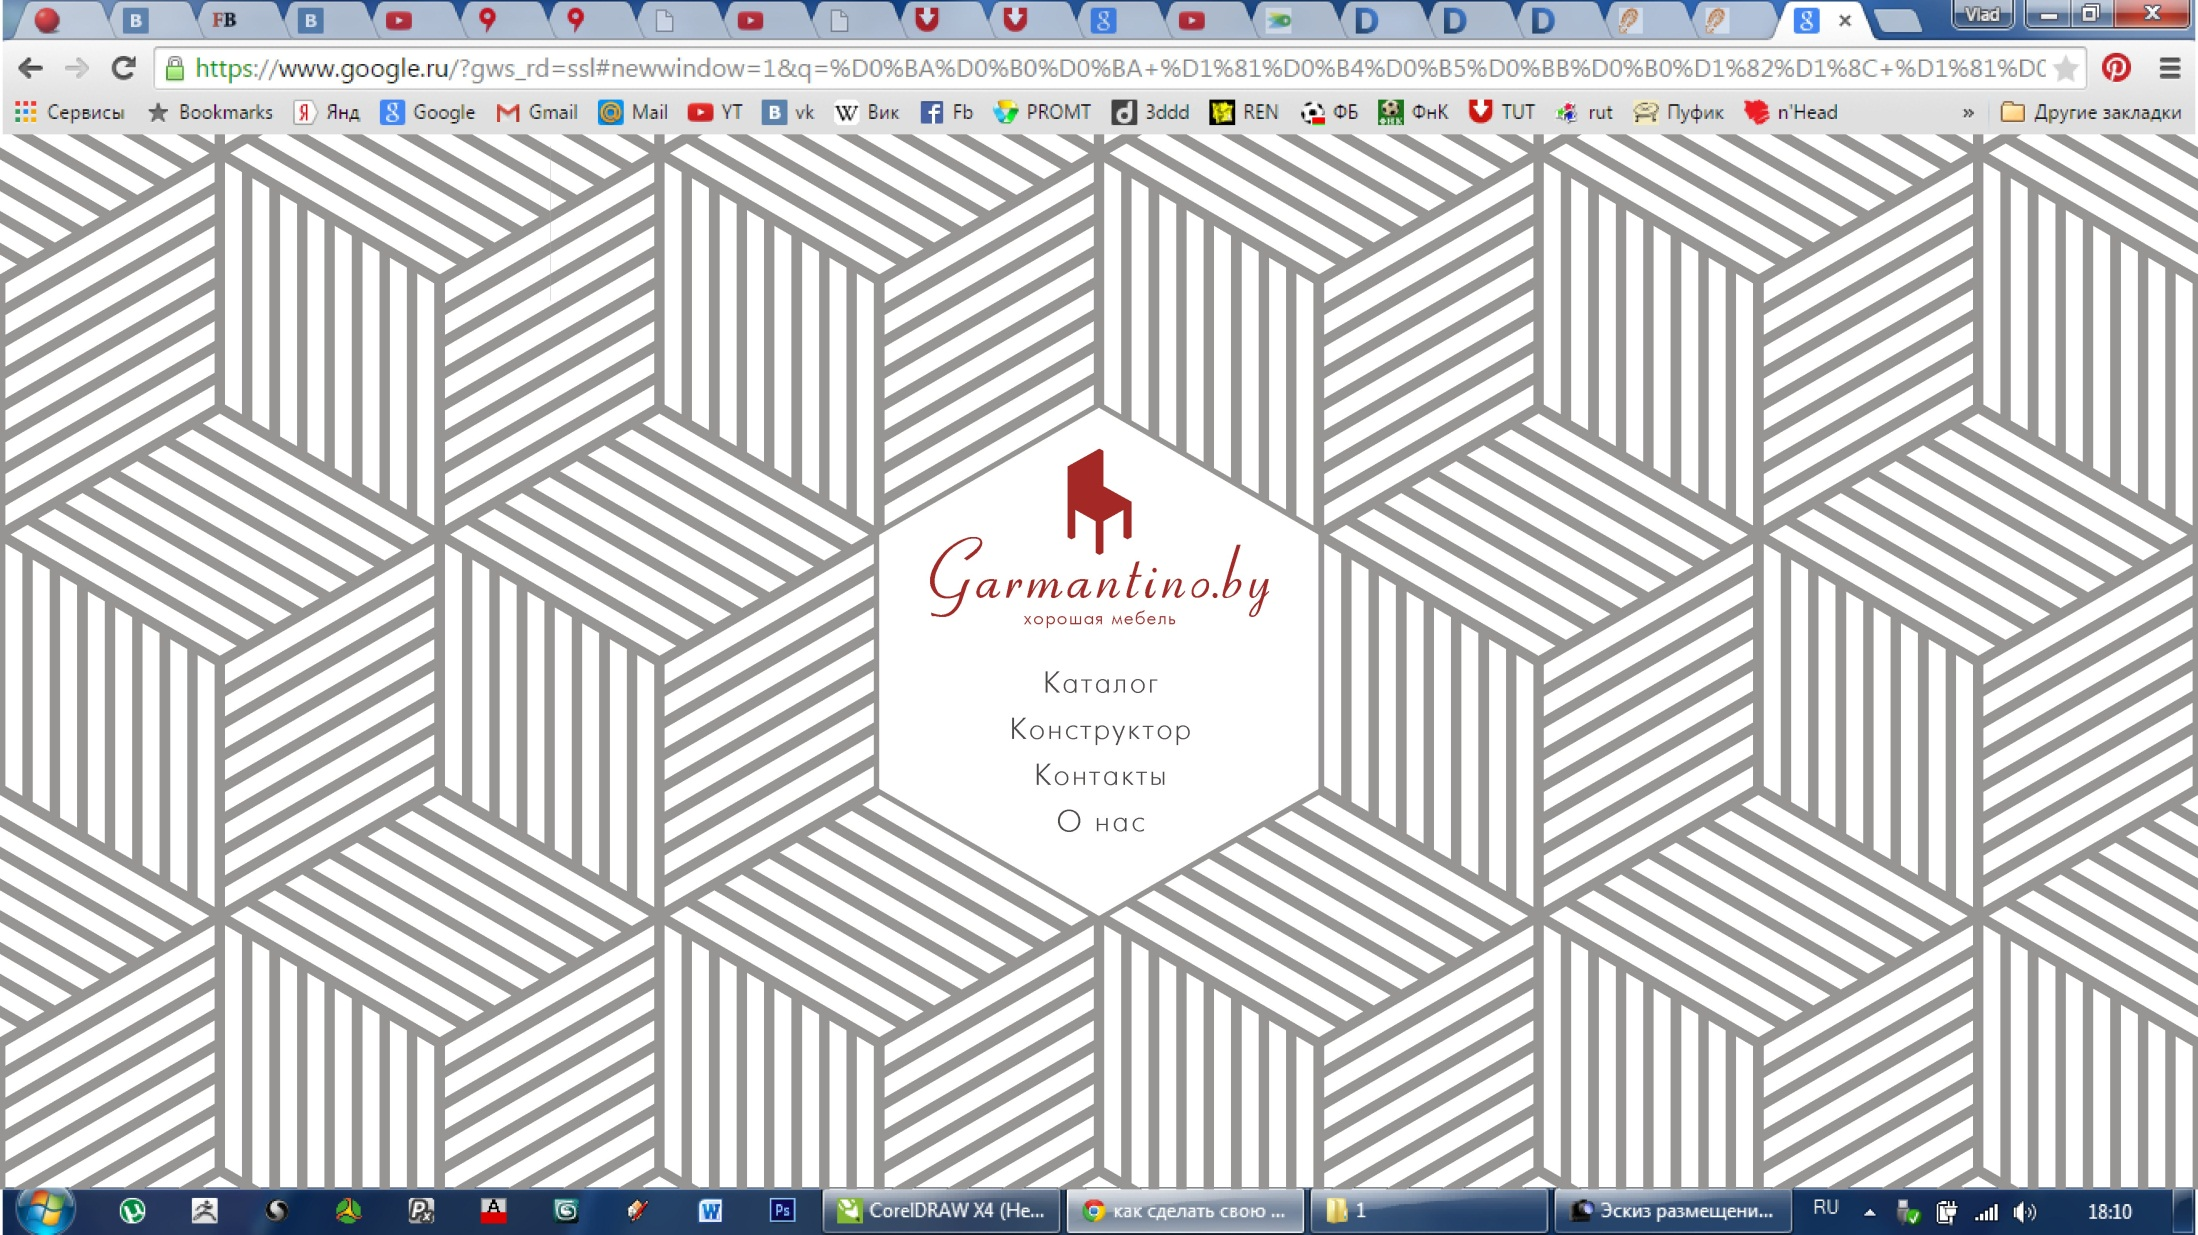 B
FB
B
g
D
D
D
g
Vlad
https://www.google.ru/?gws_rd=ssl#newwindow=1&q=%D0%BA%D0%B0%D0%BA+%D1%81%D0%B4%D0%B5%D0%BB%D0%B0%D1%82%D1%8C+%D1%81%D0
Сервисы Bookmarks Янд Google Gmail Mail YT vk Вик Fb PROMT 3ddd REN ФБ ФнК TUT rut Пуфик n'Head » Другие закладки
Garmantino.by
хорошая мебель
Каталог
Конструктор
Контакты
О нас
CorelDRAW X4 (Не... как сделать свою ... 1 Эскиз размещени... RU 18:10